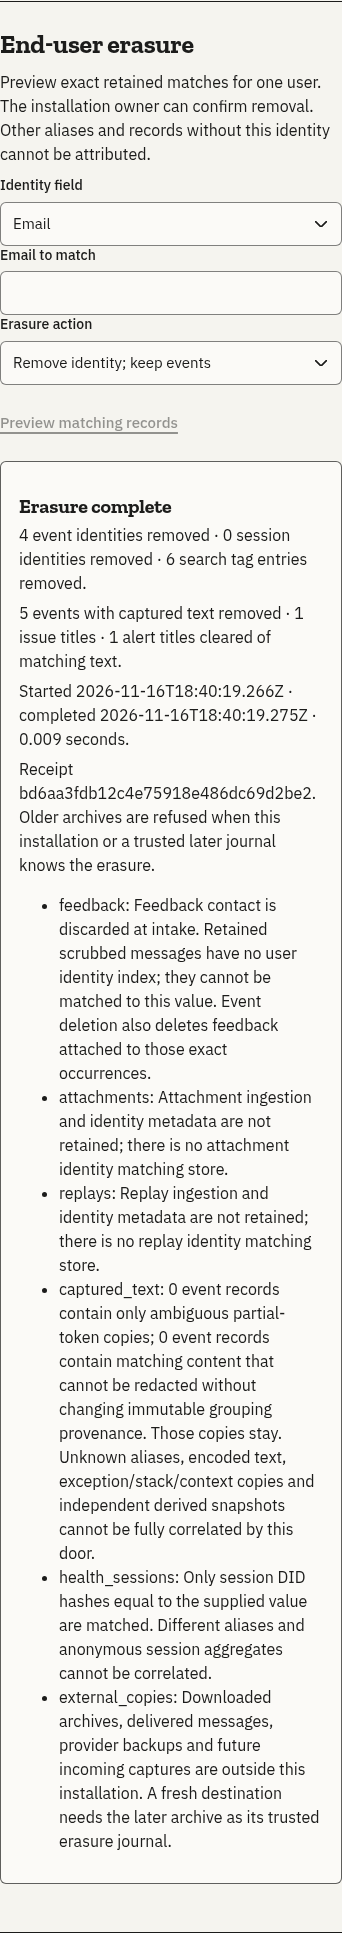 End-user erasure
Preview exact retained matches for one user.
The installation owner can confirm removal.
Other aliases and records without this identity
cannot be attributed.
Identity field
Email
Email to match
Erasure action
Remove identity; keep events
Preview matching records
Erasure complete
4 event identities removed · 0 session
identities removed · 6 search tag entries
removed.
5 events with captured text removed · 1
issue titles · 1 alert titles cleared of
matching text.
Started 2026-11-16T18:40:19.266Z ·
completed 2026-11-16T18:40:19.275Z ·
0.009 seconds.
Receipt
bd6aa3fdb12c4e75918e486dc69d2be2.
Older archives are refused when this
installation or a trusted later journal
knows the erasure.
• feedback: Feedback contact is
discarded at intake. Retained
scrubbed messages have no user
identity index; they cannot be
matched to this value. Event
deletion also deletes feedback
attached to those exact
occurrences.
• attachments: Attachment ingestion
and identity metadata are not
retained; there is no attachment
identity matching store.
• replays: Replay ingestion and
identity metadata are not retained;
there is no replay identity matching
store.
• captured_text: 0 event records
contain only ambiguous partial-
token copies; 0 event records
contain matching content that
cannot be redacted without
changing immutable grouping
provenance. Those copies stay.
Unknown aliases, encoded text,
exception/stack/context copies and
independent derived snapshots
cannot be fully correlated by this
door.
• health_sessions: Only session DID
hashes equal to the supplied value
are matched. Different aliases and
anonymous session aggregates
cannot be correlated.
• external_copies: Downloaded
archives, delivered messages,
provider backups and future
incoming captures are outside this
installation. A fresh destination
needs the later archive as its trusted
erasure journal.